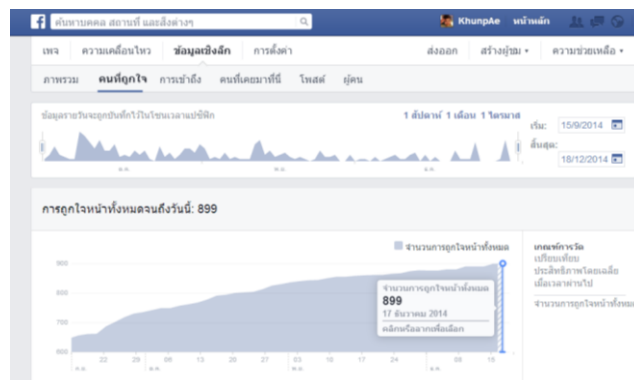 ค้นหาบุคคล สถานที่ และสิ่งต่างๆ
KhunpAe หน้าหลัก
เพจ ความเคลื่อนไหว ข้อมูลเชิงลึก การตั้งค่า ส่งออก สร้างผู้ชม ความช่วยเหลือ
ภาพรวม คนที่ถูกใจ การเข้าถึง คนที่เคยมาที่นี่ โพสต์ ผู้คน
ข้อมูลรายวันจะถูกบันทึกไว้ในโซนเวลาแปซิฟิก
1 สัปดาห์ 1 เดือน 1 ไตรมาส
เริ่ม: 15/9/2014
สิ้นสุด:
18/12/2014
การถูกใจหน้าทั้งหมดจนถึงวันนี้: 899
จำนวนการถูกใจหน้าทั้งหมด
เกณฑ์การวัด
เปรียบเทียบ
ประสิทธิภาพโดยเฉลี่ย
เมื่อเวลาผ่านไป
จำนวนการถูกใจหน้าทั้งหมด
900
800
700
600
จำนวนการถูกใจหน้าทั้งหมด
899
17 ธันวาคม 2014
คลิกหรือลากเพื่อเลือก
22 29 06 13 20 27 03 10 17 24 08 15